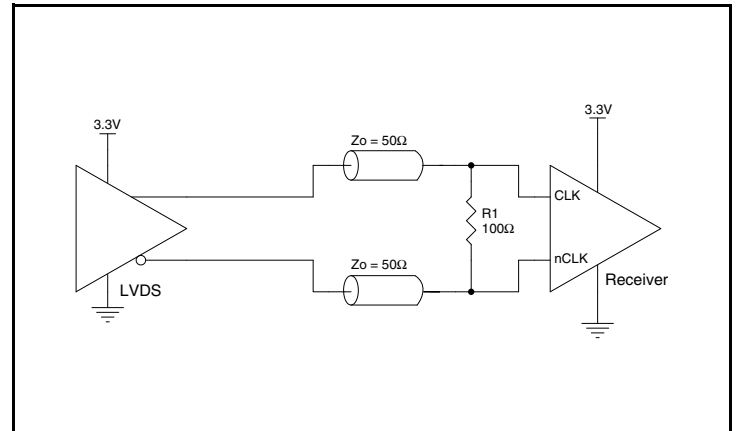 3.3V
3.3V
Zo = 50Ω
CLK
R1
100Ω
Zo = 50Ω
nCLK
Receiver
LVDS